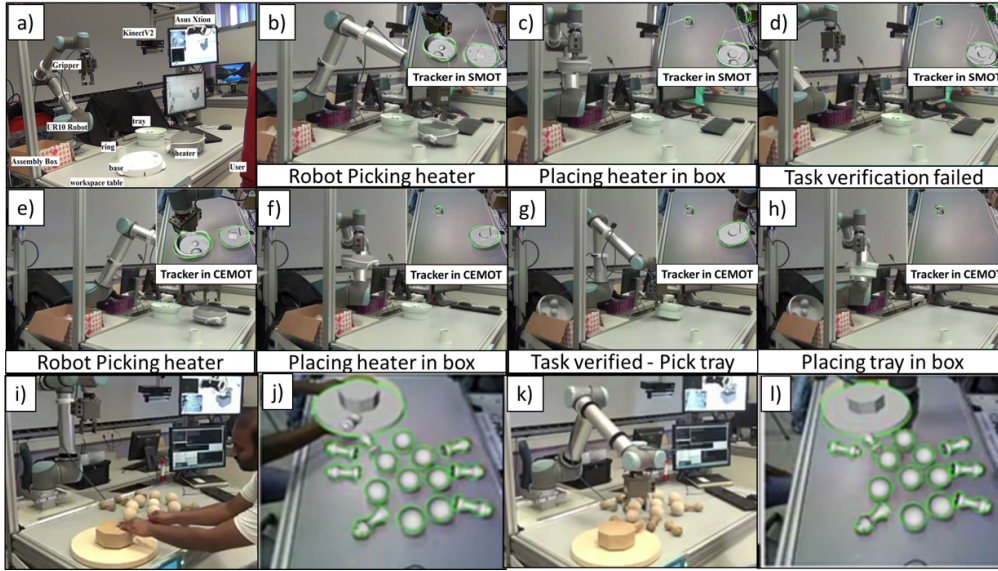 a)
Asus Xtion
KinectV2
Gripper
UR10 Robot
tray
ring
heater
Assembly Box
base
User
workspace table
b)
Tracker in SMOT
Robot Picking heater
c)
Tracker in SMOT
Placing heater in box
d)
Tracker in SMOT
Task verification failed
e)
Tracker in CEMOT
Robot Picking heater
f)
Tracker in CEMOT
Placing heater in box
g)
Tracker in CEMOT
Task verified - Pick tray
h)
Tracker in CEMOT
Placing tray in box
i)
j)
k)
l)